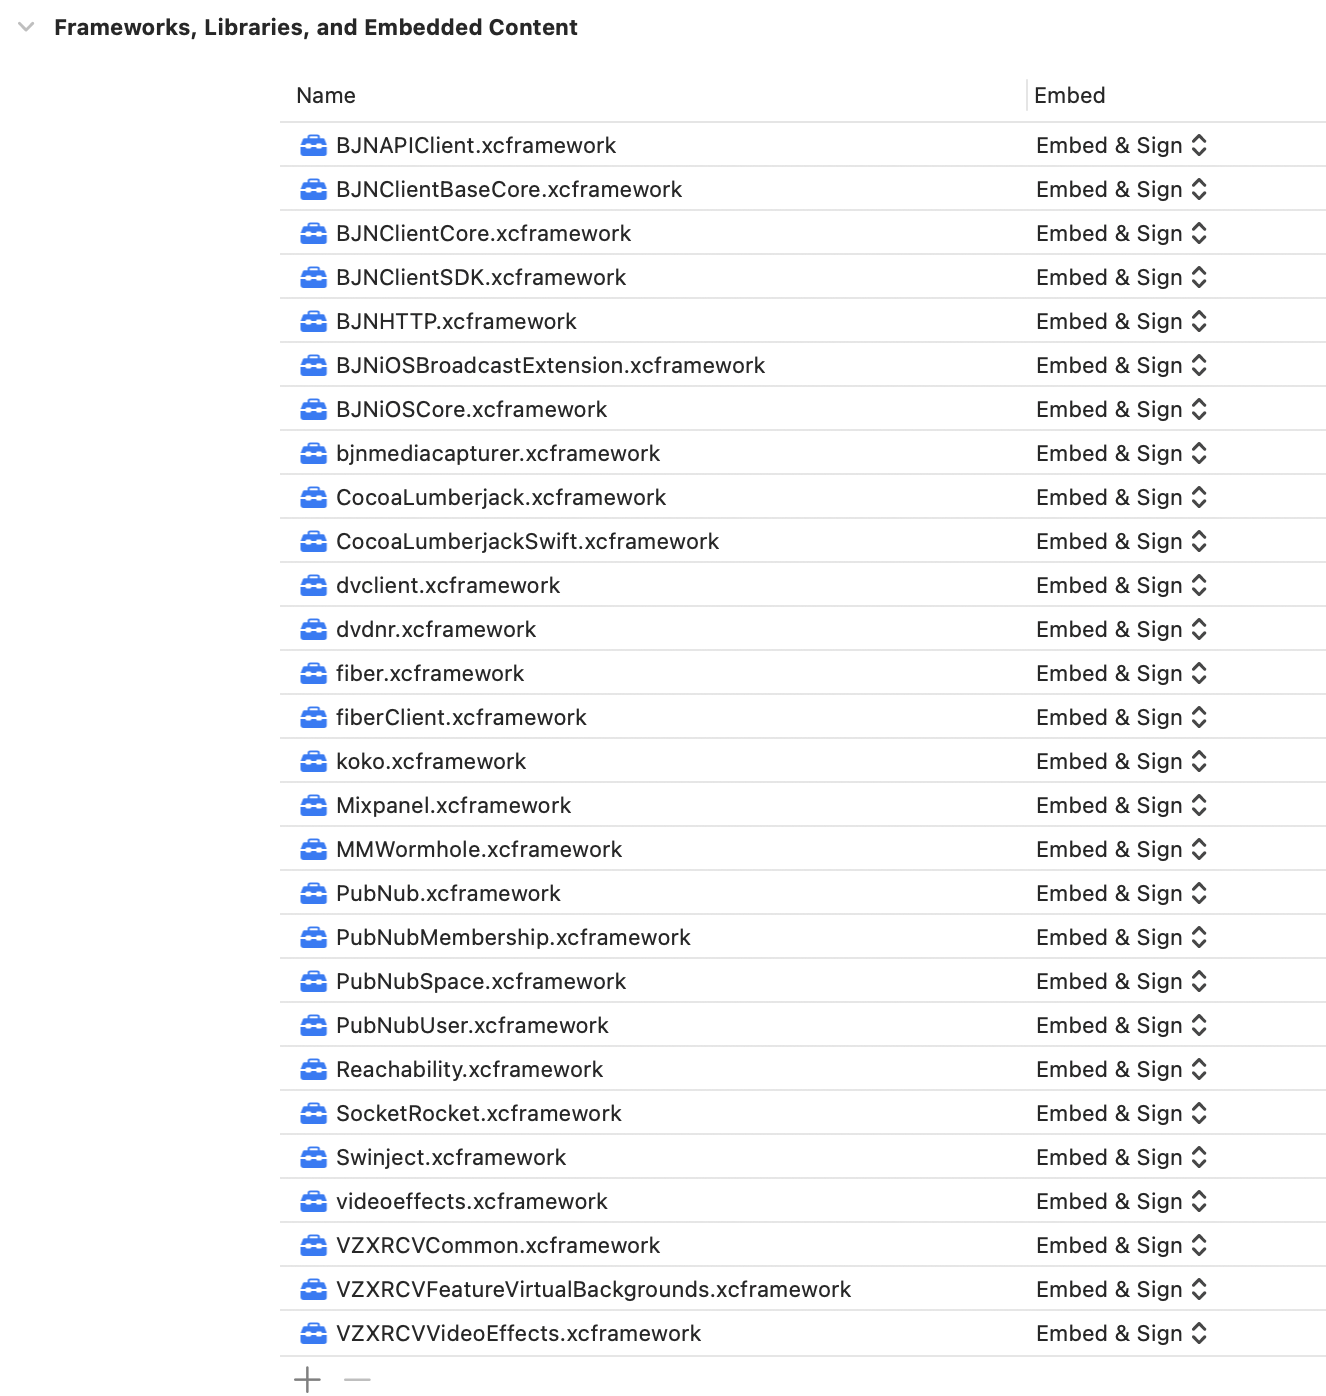 Frameworks, Libraries, and Embedded Content
Name Embed
BJNAPIClient.xcframework Embed & Sign
BJNClientBaseCore.xcframework Embed & Sign
BJNClientCore.xcframework Embed & Sign
BJNClientSDK.xcframework Embed & Sign
BJNHTTP.xcframework Embed & Sign
BJNiOSBroadcastExtension.xcframework Embed & Sign
BJNiOSCore.xcframework Embed & Sign
bjnmediacapturer.xcframework Embed & Sign
CocoaLumberjack.xcframework Embed & Sign
CocoaLumberjackSwift.xcframework Embed & Sign
dvclient.xcframework Embed & Sign
dvdnr.xcframework Embed & Sign
fiber.xcframework Embed & Sign
fiberClient.xcframework Embed & Sign
koko.xcframework Embed & Sign
Mixpanel.xcframework Embed & Sign
MMWormhole.xcframework Embed & Sign
PubNub.xcframework Embed & Sign
PubNubMembership.xcframework Embed & Sign
PubNubSpace.xcframework Embed & Sign
PubNubUser.xcframework Embed & Sign
Reachability.xcframework Embed & Sign
SocketRocket.xcframework Embed & Sign
Swinject.xcframework Embed & Sign
videoeffects.xcframework Embed & Sign
VZXRCVCommon.xcframework Embed & Sign
VZXRCVFeatureVirtualBackgrounds.xcframework Embed & Sign
VZXRCVVideoEffects.xcframework Embed & Sign